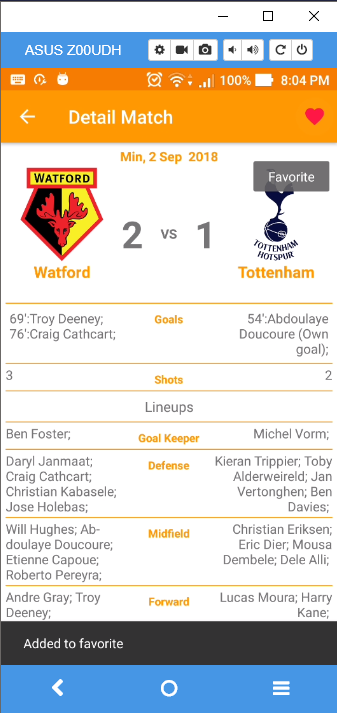 ASUS Z00UDH
100% 8:04 PM
Detail Match
Min, 2 Sep 2018
Favorite
WATFORD
2 vs 1
TOTTENHAM
HOTSPUR
Watford Tottenham
69':Troy Deeney; Goals 54':Abdoulaye
76':Craig Cathcart; Doucoure (Own
goal);
3 Shots 2
Lineups
Ben Foster; Goal Keeper Michel Vorm;
Daryl Janmaat; Defense Kieran Trippier; Toby
Craig Cathcart; Alderweireld; Jan
Christian Kabasele; Vertonghen; Ben
Jose Holebas; Davies;
Will Hughes; Ab- Midfield Christian Eriksen;
doulaye Doucoure; Eric Dier; Mousa
Etienne Capoue; Dembele; Dele Alli;
Roberto Pereyra;
Andre Gray; Troy Forward Lucas Moura; Harry
Deeney; Kane;
Added to favorite